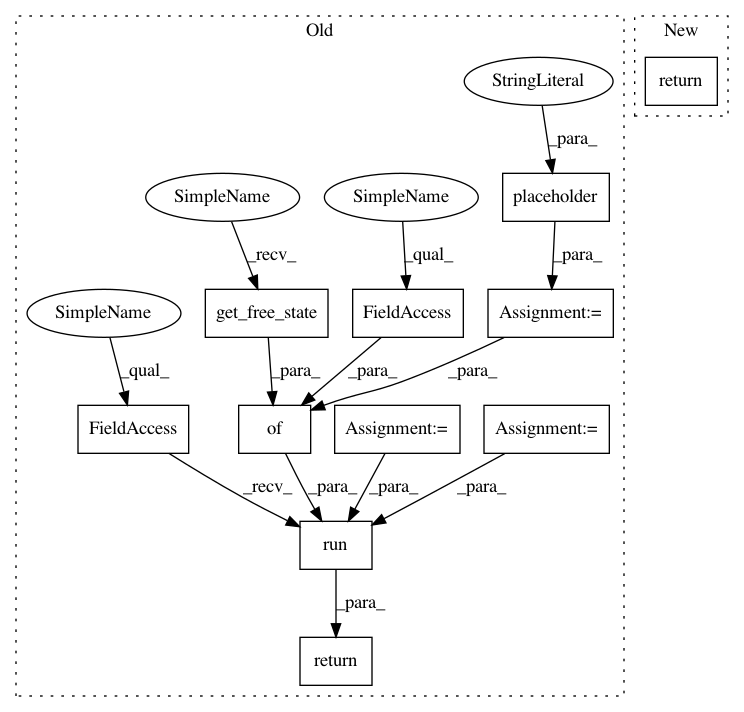 Old
New
StringLiteral
return
_para_
SimpleName
SimpleName
placeholder
_recv_
_qual_
_para_
SimpleName
get_free_state
FieldAccess
Assignment:=
_qual_
_para_
_para_
_para_
FieldAccess
of
Assignment:=
Assignment:=
_recv_
_para_
_para_
_para_
run
_para_
return